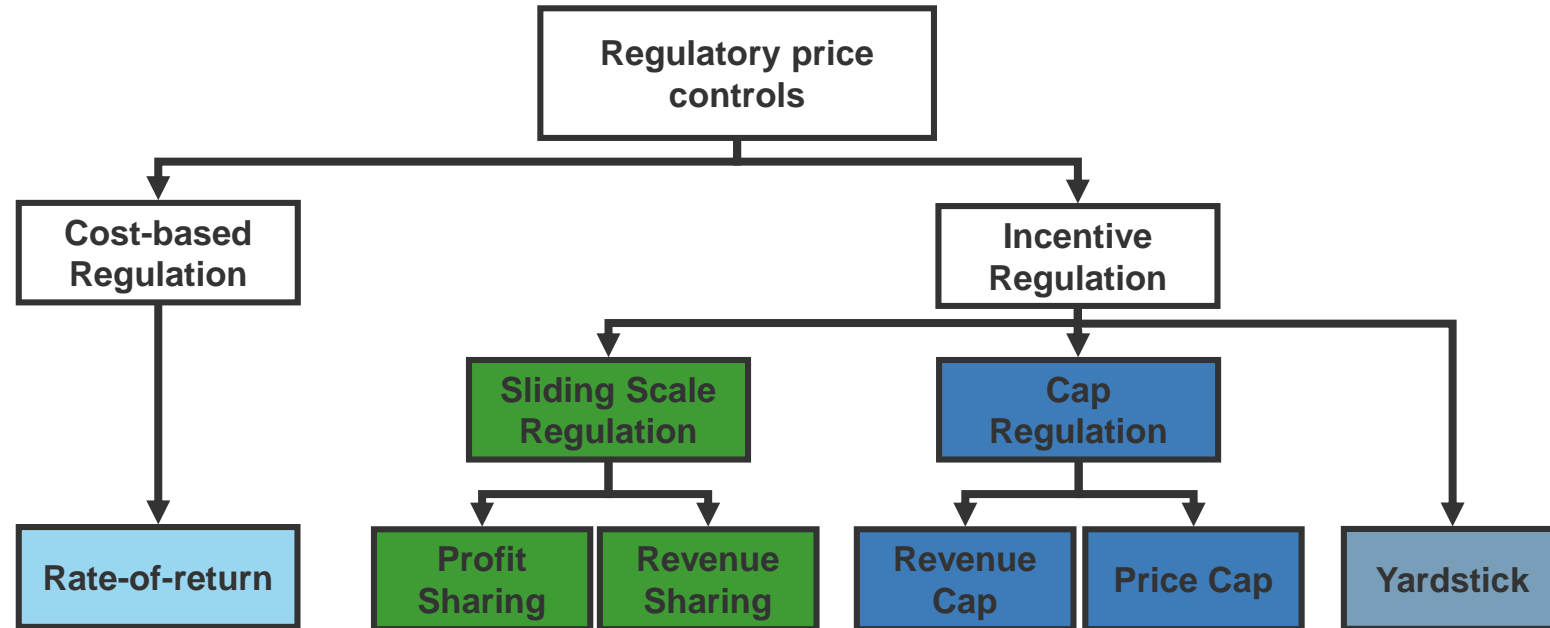 Regulatory price
controls
Cost-based
Regulation
Incentive
Regulation
Sliding Scale
Regulation
Cap
Regulation
Rate-of-return
Profit
Sharing
Revenue
Sharing
Revenue
Cap
Price Cap
Yardstick